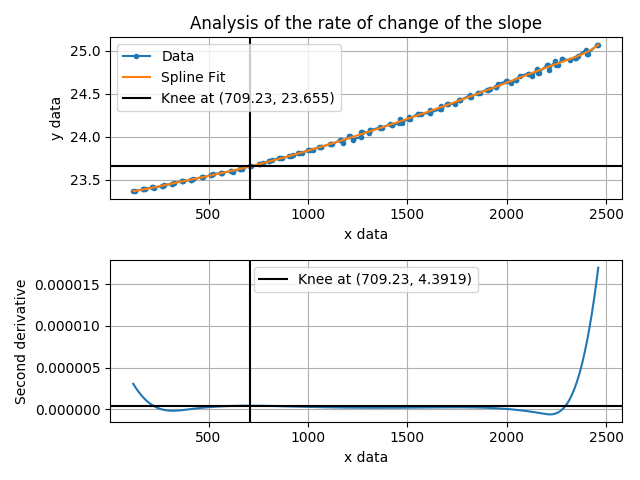 Analysis of the rate of change of the slope
25.0
24.5
24.0
23.5
y data
Data
Spline Fit
Knee at (709.23, 23.655)
500 1000 1500 2000 2500
x data
0.000015
0.000010
0.000005
0.000000
Second derivative
Knee at (709.23, 4.3919)
500 1000 1500 2000 2500
x data